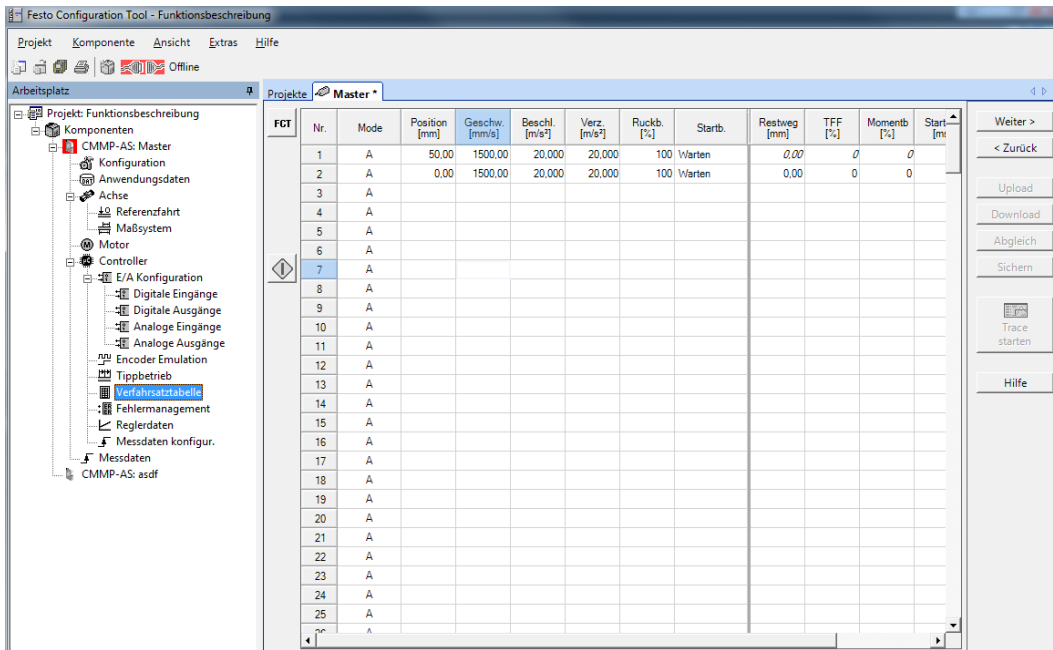 Festo Configuration Tool - Funktionsbeschreibung
Projekt Komponente Ansicht Extras Hilfe
Offline
Arbeitsplatz
Projekt: Funktionsbeschreibung
Komponenten
CMMP-AS: Master
Konfiguration
Anwendungsdaten
Achse
Referenzfahrt
Maßsystem
Motor
Controller
E/A Konfiguration
Digitale Eingänge
Digitale Ausgänge
Analoge Eingänge
Analoge Ausgänge
Encoder Emulation
Tippbetrieb
Verfahrsatztabelle
Fehlermanagement
Reglerdaten
Messdaten konfigur.
Messdaten
CMMP-AS: asdf
Projekte Master *
FCT
Nr. Mode Position [mm] Geschw. [mm/s] Beschl. [m/s²] Verz. [m/s²] Ruckb. [%] Startb. Restweg [mm] TFF [%] Momentb [%] Start [ms
1 A 50,00 1500,00 20,000 20,000 100 Warten 0,00 0 0
2 A 0,00 1500,00 20,000 20,000 100 Warten 0,00 0 0
3 A
4 A
5 A
6 A
7 A
8 A
9 A
10 A
11 A
12 A
13 A
14 A
15 A
16 A
17 A
18 A
19 A
20 A
21 A
22 A
23 A
24 A
25 A
26 A
Weiter >
< Zurück
Upload
Download
Abgleich
Sichern
Trace
starten
Hilfe